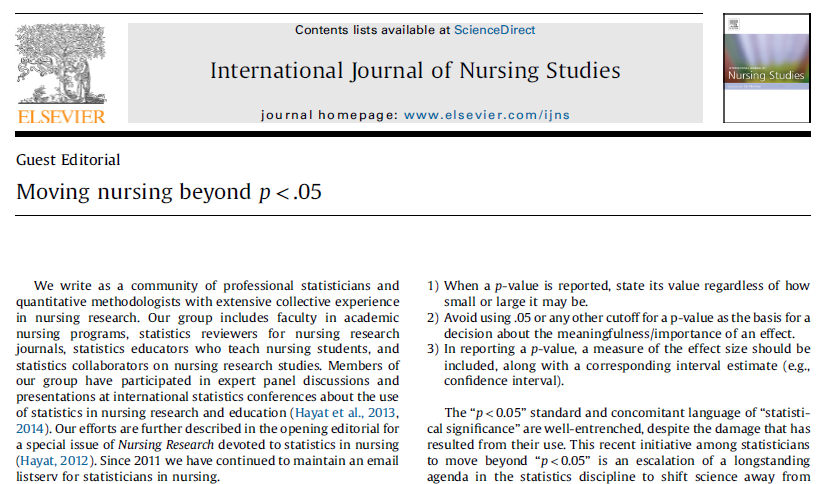 Contents lists available at ScienceDirect
International Journal of Nursing Studies
journal homepage: www.elsevier.com/ijns
ELSEVIER
Nursing Studies
Guest Editorial
Moving nursing beyond p < .05
We write as a community of professional statisticians and
quantitative methodologists with extensive collective experience
in nursing research. Our group includes faculty in academic
nursing programs, statistics reviewers for nursing research
journals, statistics educators who teach nursing students, and
statistics collaborators on nursing research studies. Members of
our group have participated in expert panel discussions and
presentations at international statistics conferences about the use
of statistics in nursing research and education (Hayat et al., 2013,
2014). Our efforts are further described in the opening editorial for
a special issue of Nursing Research devoted to statistics in nursing
(Hayat, 2012). Since 2011 we have continued to maintain an email
listserv for statisticians in nursing.
1) When a p-value is reported, state its value regardless of how
small or large it may be.
2) Avoid using .05 or any other cutoff for a p-value as the basis for a
decision about the meaningfulness/importance of an effect.
3) In reporting a p-value, a measure of the effect size should be
included, along with a corresponding interval estimate (e.g.,
confidence interval).
The “p < 0.05” standard and concomitant language of “statisti-
cal significance” are well-entrenched, despite the damage that has
resulted from their use. This recent initiative among statisticians
to move beyond “p < 0.05” is an escalation of a longstanding
agenda in the statistics discipline to shift science away from